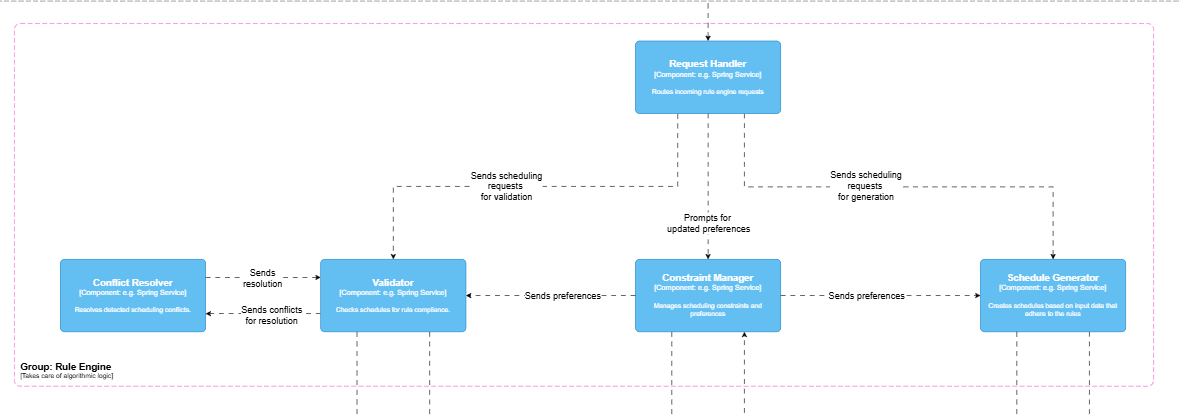 Request Handler
[Component: e.g. Spring Service]
Routes incoming rule engine requests
Sends scheduling
requests
for validation
Sends scheduling
requests
for generation
Prompts for
updated preferences
Conflict Resolver
[Component: e.g. Spring Service]
Resolves detected scheduling conflicts.
Sends
resolution
Sends conflicts
for resolution
Validator
[Component: e.g. Spring Service]
Checks schedules for rule compliance.
Sends preferences
Constraint Manager
[Component: e.g. Spring Service]
Manages scheduling constraints and
preferences
Sends preferences
Schedule Generator
[Component: e.g. Spring Service]
Creates schedules based on input data that
adhere to the rules
Group: Rule Engine
[Takes care of algorithmic logic]